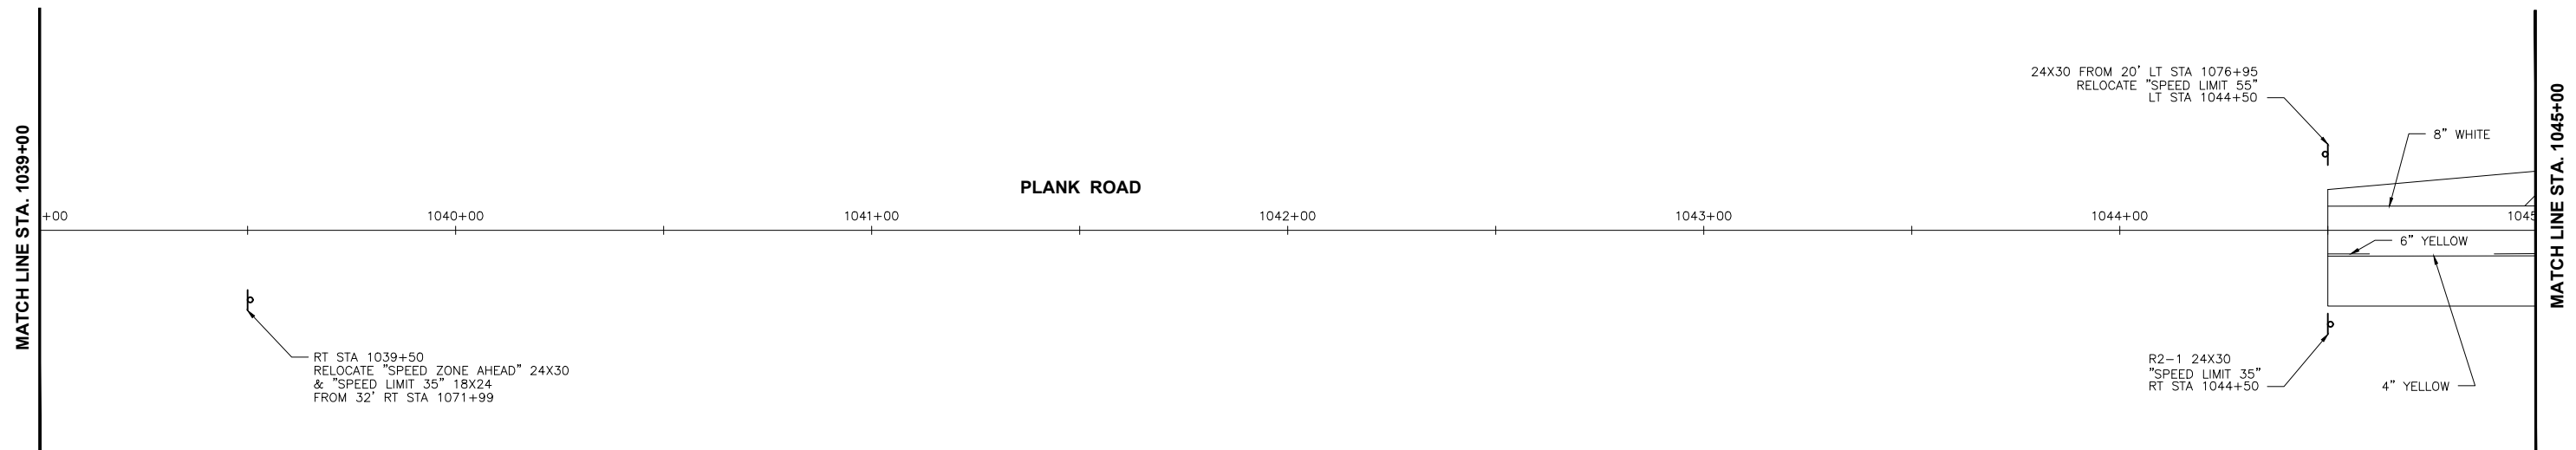 MATCH LINE STA. 1039+00
24X30 FROM 20' LT STA 1076+95
RELOCATE "SPEED LIMIT 55"
LT STA 1044+50
8" WHITE
PLANK ROAD
+00
1040+00
1041+00
1042+00
1043+00
1044+00
1045
6" YELLOW
RT STA 1039+50
RELOCATE "SPEED ZONE AHEAD" 24X30
& "SPEED LIMIT 35" 18X24
FROM 32' RT STA 1071+99
R2-1 24X30
"SPEED LIMIT 35"
RT STA 1044+50
4" YELLOW
MATCH LINE STA. 1045+00